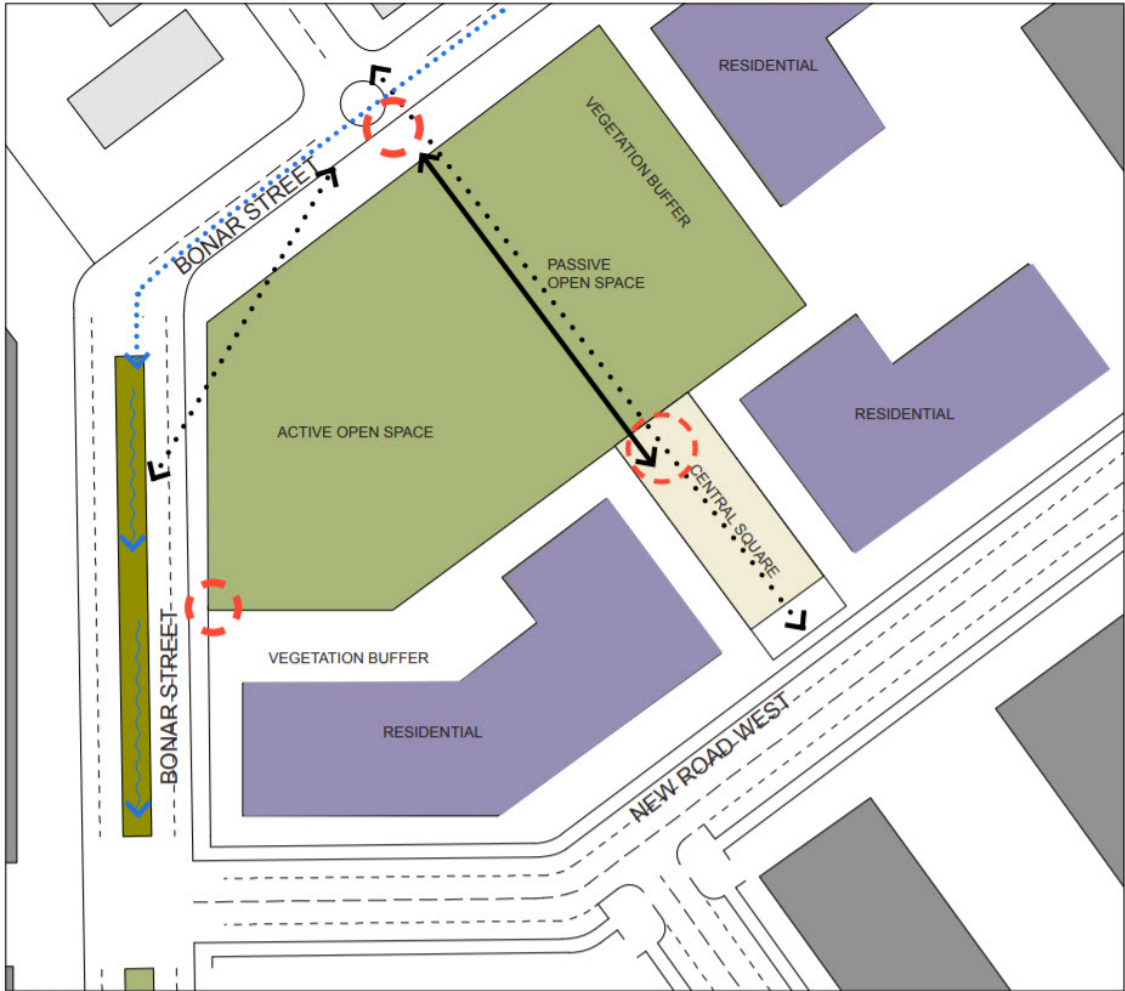 RESIDENTIAL
VEGETATION BUFFER
BONAR STREET
PASSIVE
OPEN SPACE
RESIDENTIAL
ACTIVE OPEN SPACE
CENTRAL SQUARE
BONAR STREET
VEGETATION BUFFER
RESIDENTIAL
NEW ROAD WEST